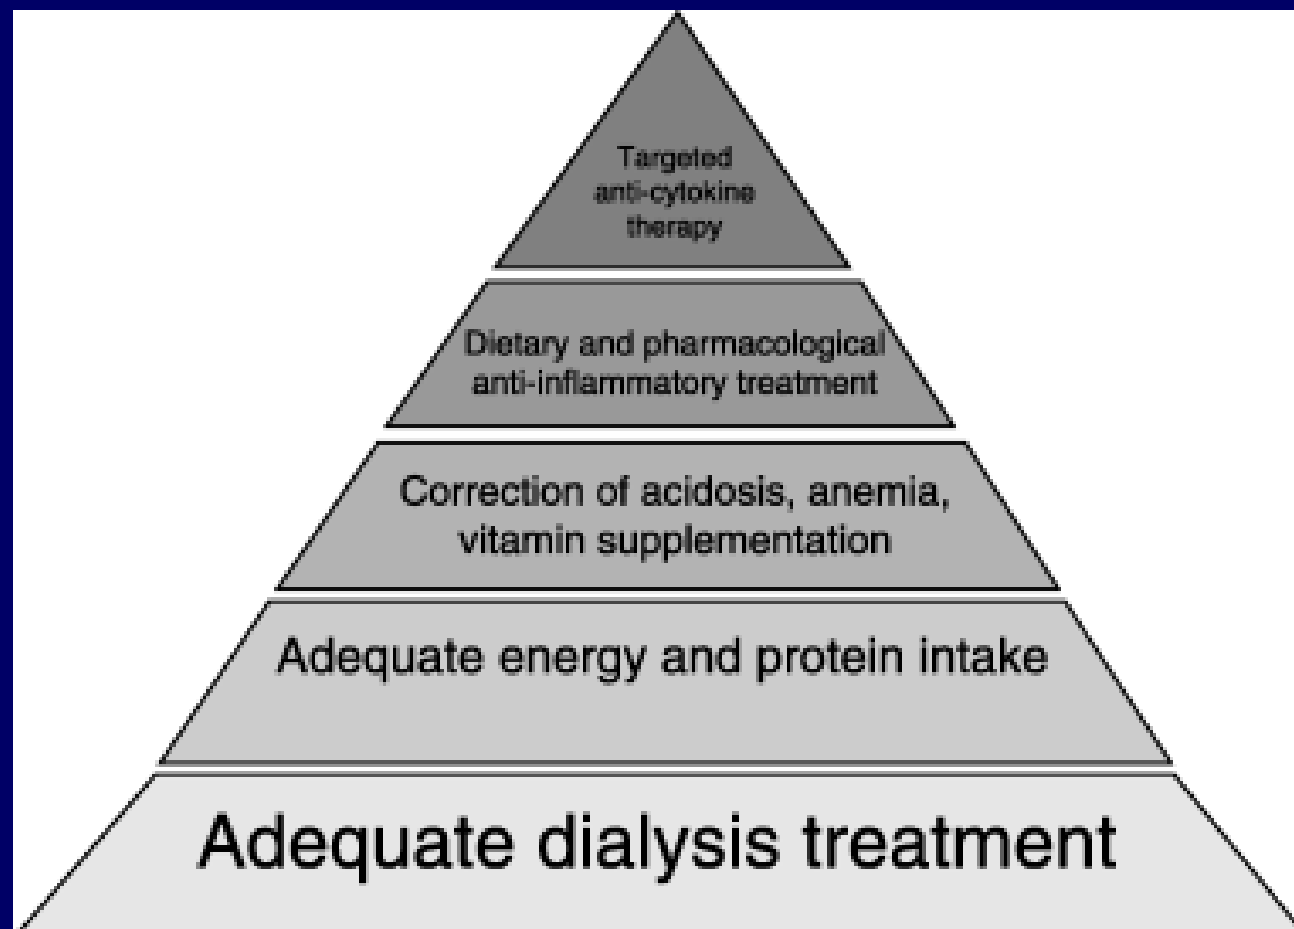 Targeted
anti-cytokine
therapy
Dietary and pharmacological
anti-inflammatory treatment
Correction of acidosis, anemia,
vitamin supplementation
Adequate energy and protein intake
Adequate dialysis treatment